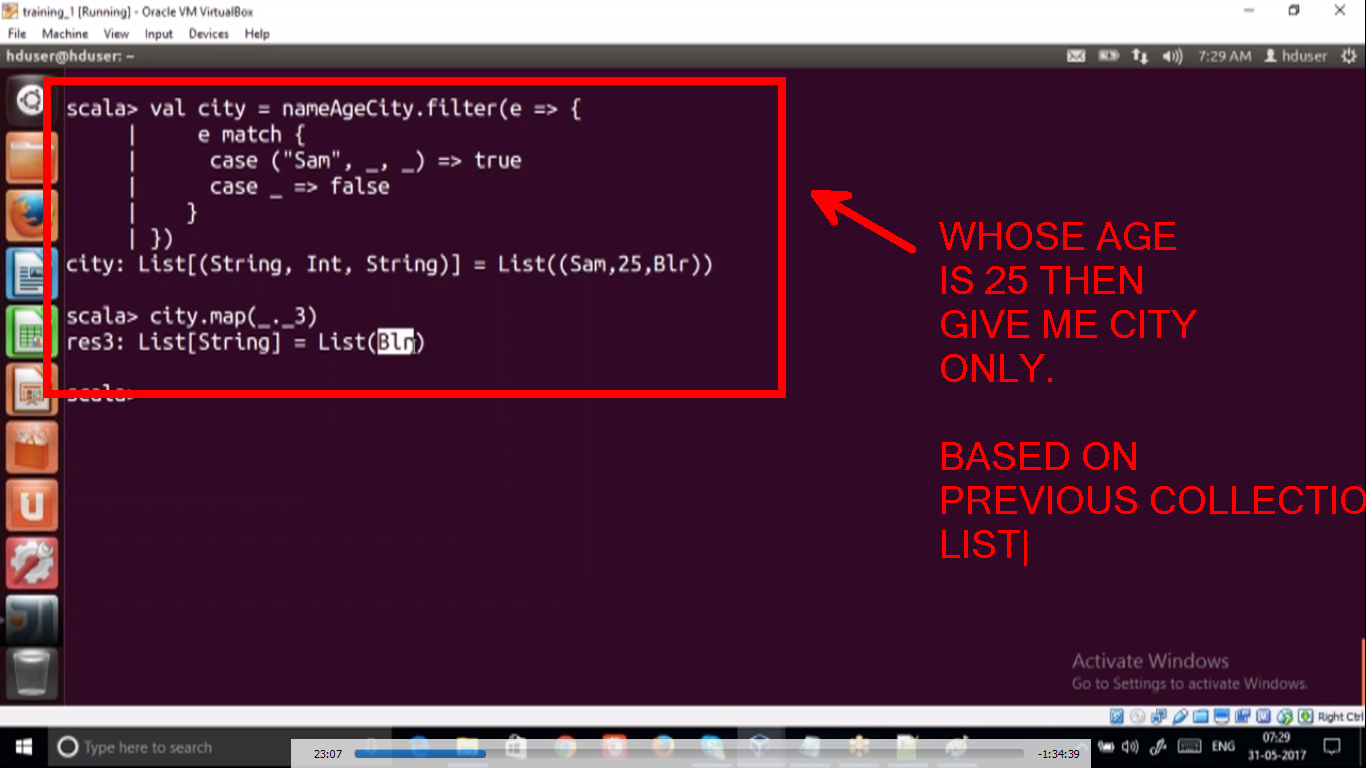 training_1 [Running] - Oracle VM VirtualBox
File Machine View Input Devices Help
hduser@hduser: ~
7:29 AM hduser
scala> val city = nameAgeCity.filter(e => {
| e match {
| case ("Sam", _, _) => true
| case _ => false
| }
| })
city: List[(String, Int, String)] = List((Sam,25,Blr))
scala> city.map(_._3)
res3: List[String] = List(Blr)
scala>
WHOSE AGE
IS 25 THEN
GIVE ME CITY
ONLY.
BASED ON
PREVIOUS COLLECTIO
LIST|
Activate Windows
Go to Settings to activate Windows.
Right Ctrl
Type here to search
23:07
-1:34:39
ENG
07:29
31-05-2017